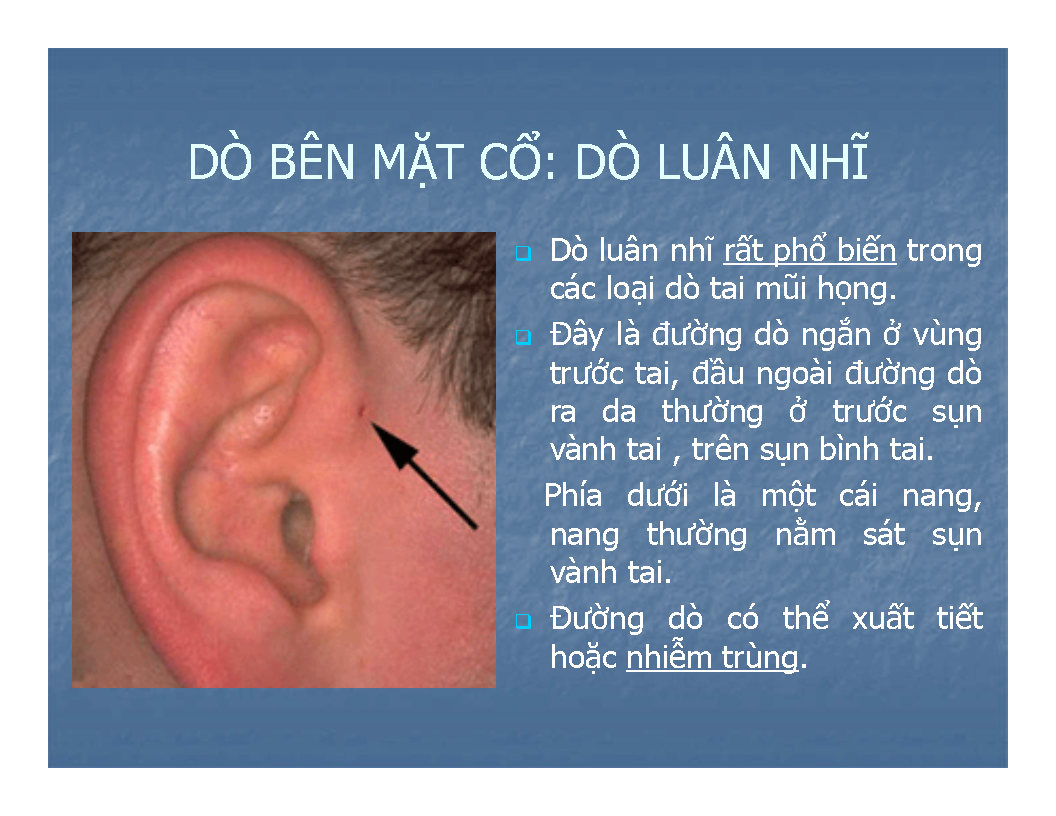 DÒ BÊN MẶT CỔ: DÒ LUÂN NHĨ
Dò luân nhĩ rất phổ biến trong
các loại dò tai mũi họng.
Đây là đường dò ngắn ở vùng
trước tai, đầu ngoài đường dò
ra da thường ở trước sụn
vành tai , trên sụn bình tai.
Phía dưới là một cái nang,
nang thường nằm sát sụn
vành tai.
Đường dò có thể xuất tiết
hoặc nhiễm trùng.